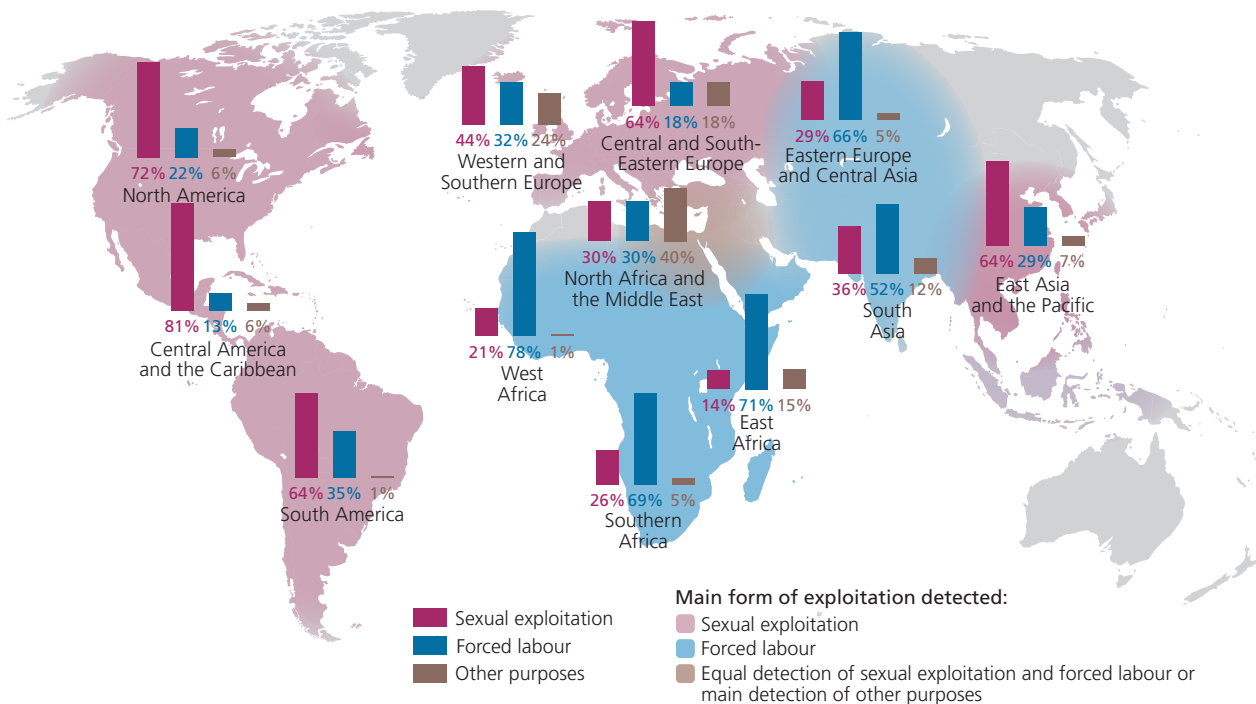 72% 22% 6%
North America
81% 13% 6%
Central America
and the Caribbean
64% 35% 1%
South America
44% 32% 24%
Western and
Southern Europe
64% 18% 18%
Central and South-
Eastern Europe
29% 66% 5%
Eastern Europe
and Central Asia
30% 30% 40%
North Africa and
the Middle East
21% 78% 1%
West
Africa
14% 71% 15%
East
Africa
26% 69% 5%
Southern
Africa
36% 52% 12%
South
Asia
64% 29% 7%
East Asia
and the Pacific
Sexual exploitation
Forced labour
Other purposes
Main form of exploitation detected:
Sexual exploitation
Forced labour
Equal detection of sexual exploitation and forced labour or
main detection of other purposes